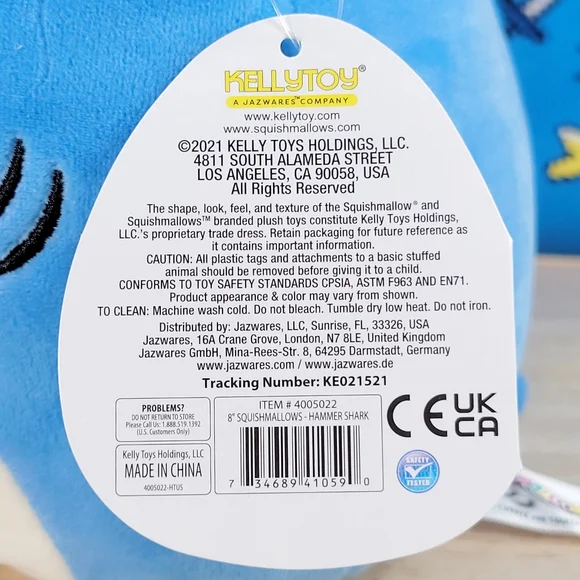 KELLYTOY®
A JAZWARES™ COMPANY
www.kellytoy.com
www.squishmallows.com
©2021 KELLY TOYS HOLDINGS, LLC.
4811 SOUTH ALAMEDA STREET
LOS ANGELES, CA 90058, USA
All Rights Reserved
The shape, look, feel, and texture of the Squishmallow® and
Squishmallows™ branded plush toys constitute Kelly Toys Holdings,
LLC.'s proprietary trade dress. Retain packaging for future reference as
it contains important information.
CAUTION: All plastic tags and attachments to a basic stuffed
animal should be removed before giving it to a child.
CONFORMS TO TOY SAFETY STANDARDS CPSIA, ASTM F963 AND EN71.
Product appearance & color may vary from shown.
TO CLEAN: Machine wash cold. Do not bleach. Tumble dry low heat. Do not iron.
Distributed by: Jazwares, LLC, Sunrise, FL, 33326, USA
Jazwares, 16A Crane Grove, London, N7 8LE, United Kingdom
Jazwares GmbH, Mina-Rees-Str. 8, 64295 Darmstadt, Germany
www.jazwares.com / www.jazwares.de
Tracking Number: KE021521
PROBLEMS?
DO NOT RETURN TO STORE
Please Call Us: 1.888.519.1392
(U.S. Customers Only)
Kelly Toys Holdings, LLC
MADE IN CHINA
4005022-HTUS
ITEM # 4005022
8" SQUISHMALLOWS - HAMMER SHARK
7 34689 41059 0
CE UK
CA
SAFETY
TESTED